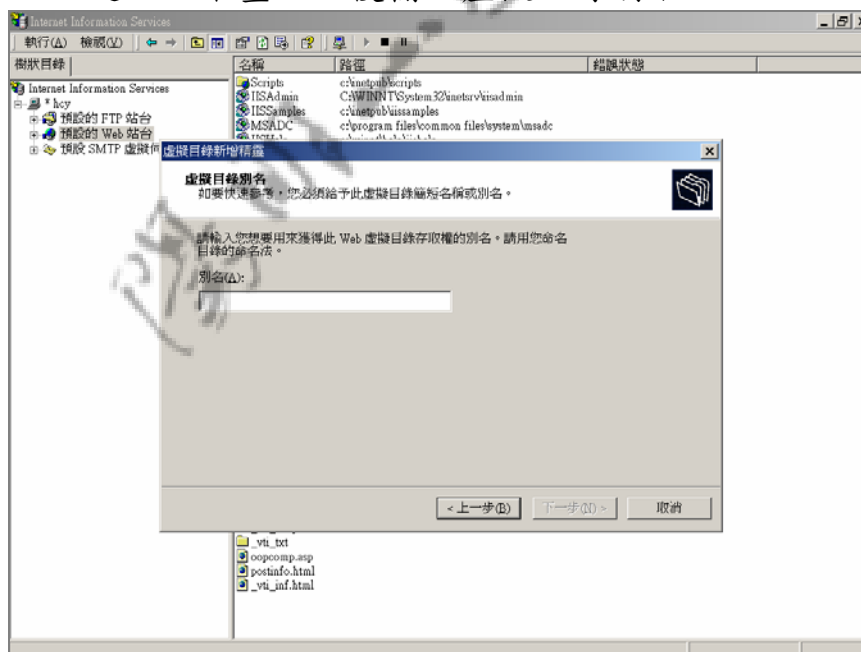 Internet Information Services
執行(A) 檢視(V)
樹狀目錄
名稱 路徑 錯誤狀態
Internet Information Services
* hcy
預設的 FTP 站台
預設的 Web 站台
預設 SMTP 虛擬伺
Scripts c:\inetpub\scripts
IISAdmin C:\WINNT\System32\inetsrv\iisadmin
IISSamples c:\inetpub\iissamples
MSADC c:\program files\common files\system\msadc
虛擬目錄新增精靈
虛擬目錄別名
如要快速參考，您必須給予此虛擬目錄簡短名稱或別名。
請輸入您想要用來獲得此 Web 虛擬目錄存取權的別名。請用您命名
目錄的命名法。
別名(A):
<上一步(B) 下一步(N)> 取消
_vti_txt
oopcomp.asp
postinfo.html
_vti_inf.html